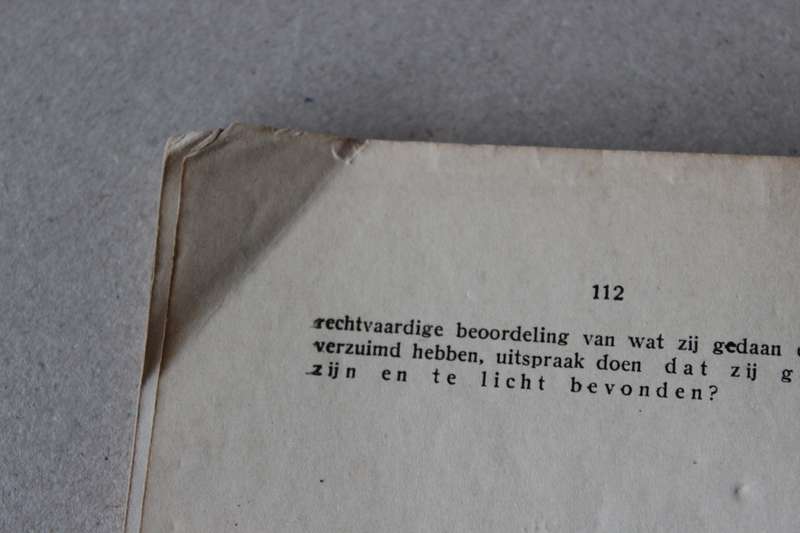 112
rechtvaardige beoordeling van wat zij gedaan
verzuimd hebben, uitspraak doen dat zij
zijn en te licht bevonden?